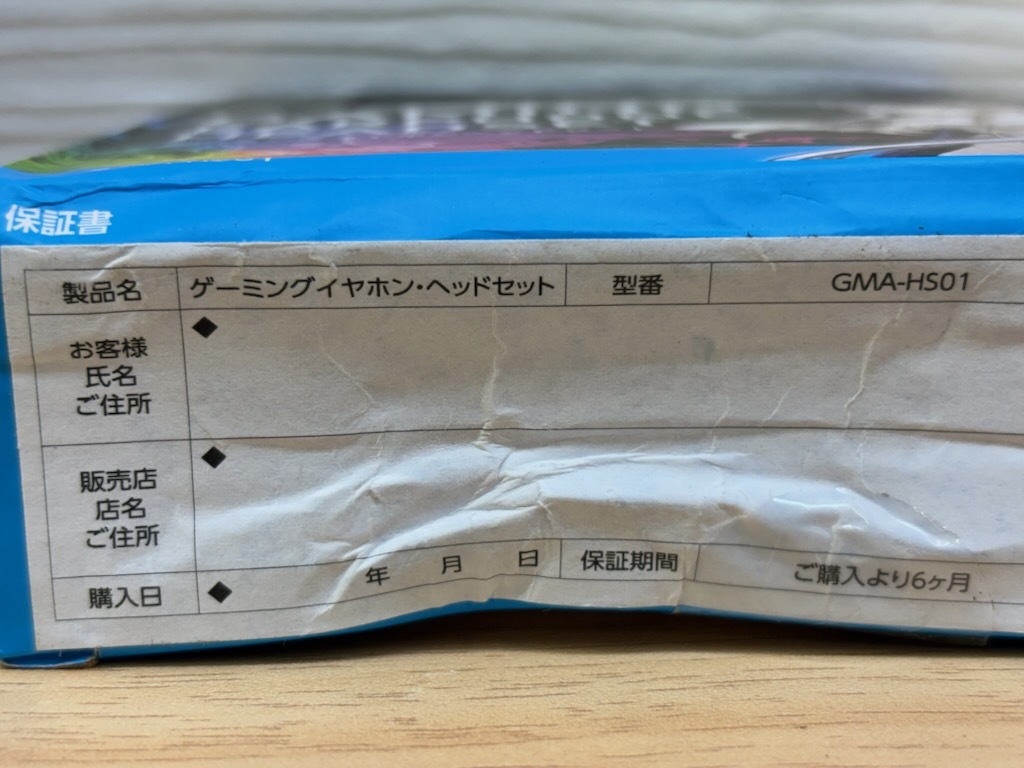 保証書
製品名 ゲーミングイヤホン・ヘッドセット 型番 GMA-HS01
お客様
氏名
ご住所
◆
販売店
店名
ご住所
◆
購入日 ◆ 年 月 日 保証期間 ご購入より6ヶ月